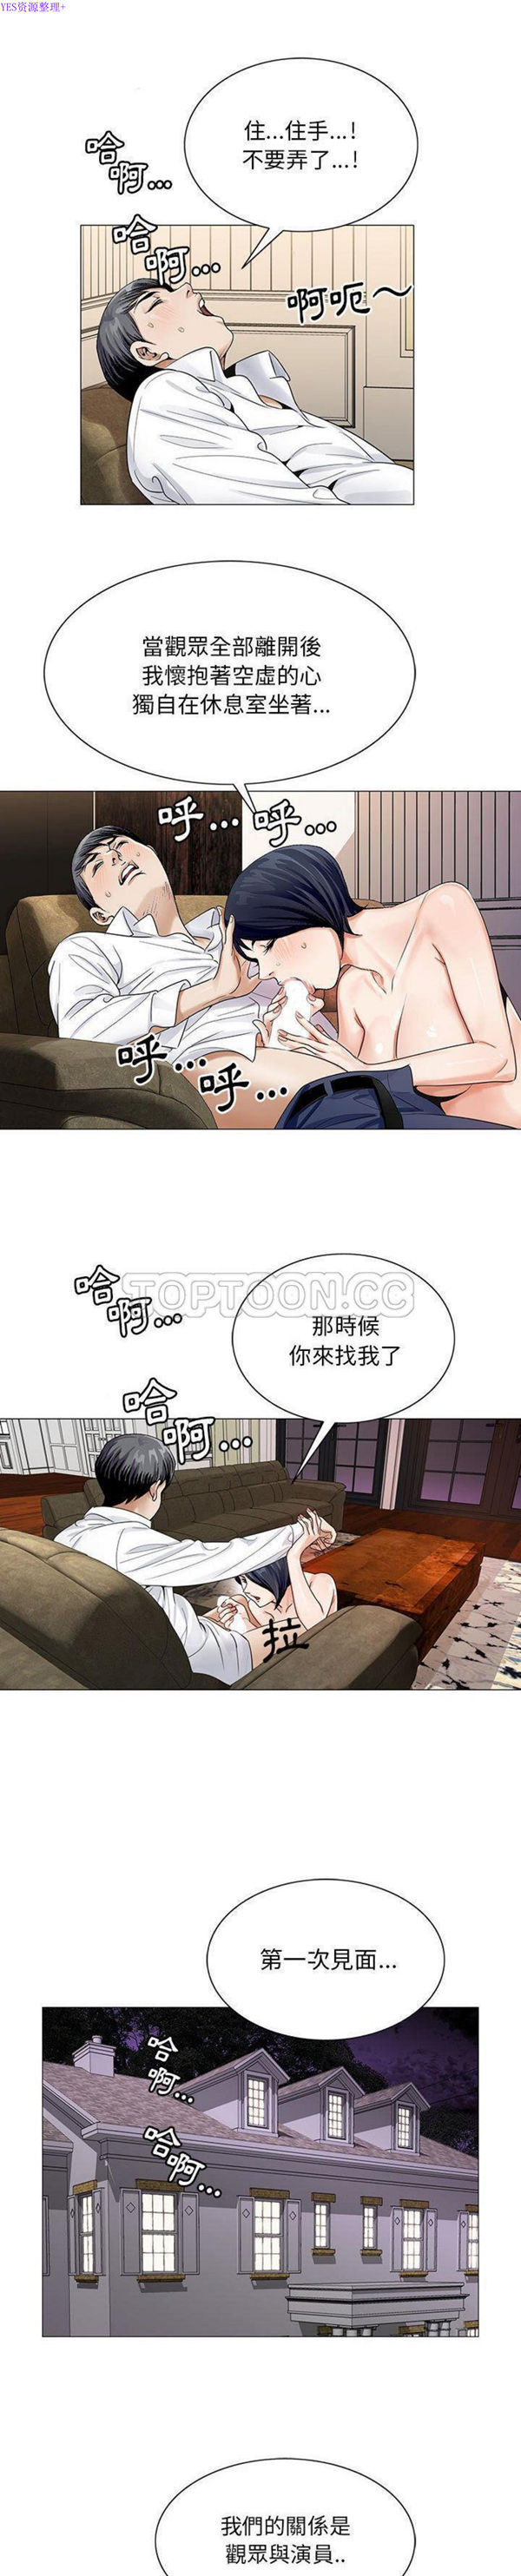 YES资源整理+
住...住手...!
不要弄了...!
哈
啊...
哈
啊...
啊呃～
當觀眾全部離開後
我懷抱著空虛的心
獨自在休息室坐著...
呼... 呼...
呼...
呼...
TOPTOON.CC
哈
啊...
那時候
你來找我了
哈
啊...
拉
第一次見面...
哈
啊...
哈
啊...
我們的關係是
觀眾與演員..